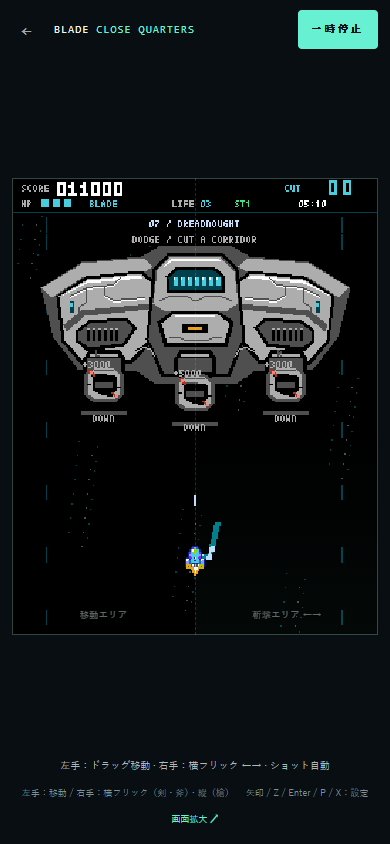 ← BLADE CLOSE QUARTERS 一時停止
SCORE 011000 CUT 00
HP BLADE LIFE 03 ST1 05:10
07 / DREADNOUGHT
DODGE / CUT A CORRIDOR
+3000 +3000 +3000
DOWN DOWN DOWN
移動エリア 斬撃エリア ←→
左手：ドラッグ移動・右手：横フリック ←→・ショット自動
左手：移動 / 右手：横フリック（剣・斧）・縦（槍） 矢印 / Z / Enter / P / X：設定
画面拡大 ↗